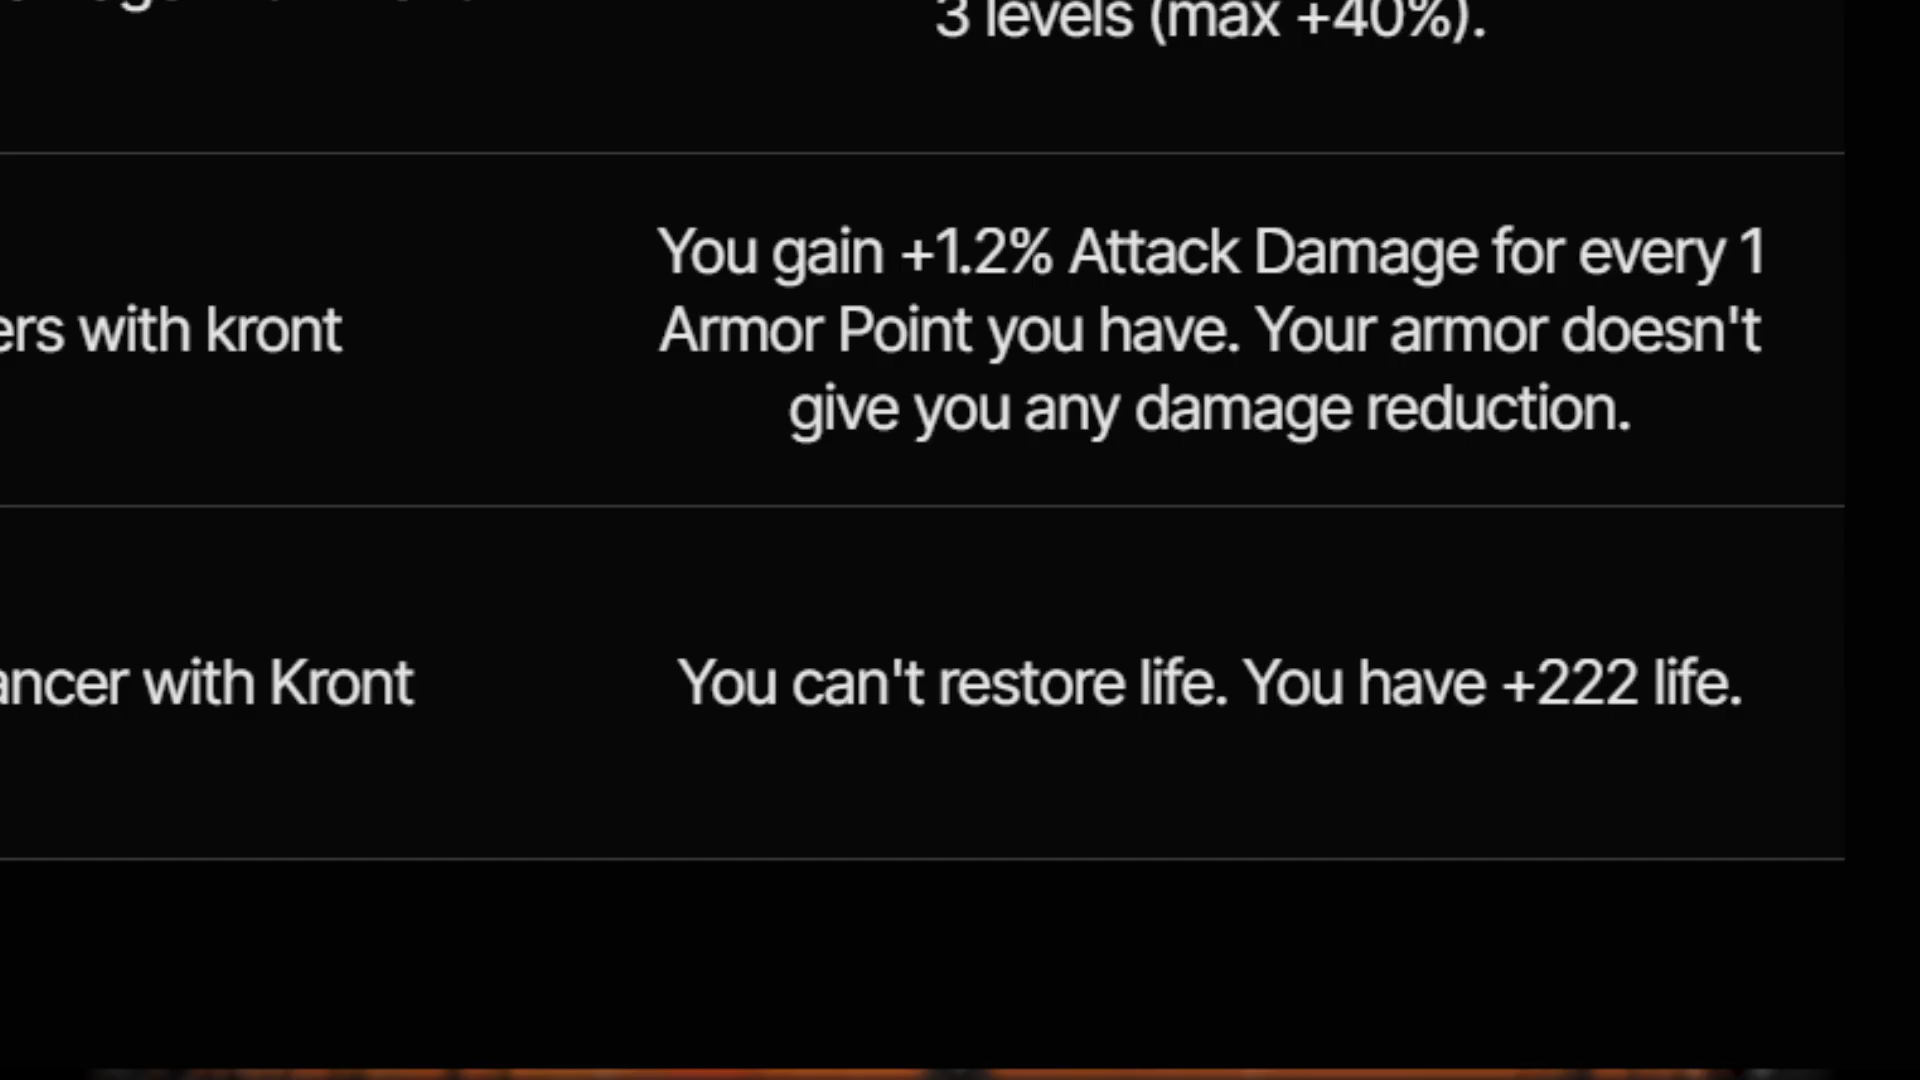 3 levels (max +40%).
You gain +1.2% Attack Damage for every 1
Armor Point you have. Your armor doesn't
give you any damage reduction.
ers with kront
ancer with Kront
You can't restore life. You have +222 life.